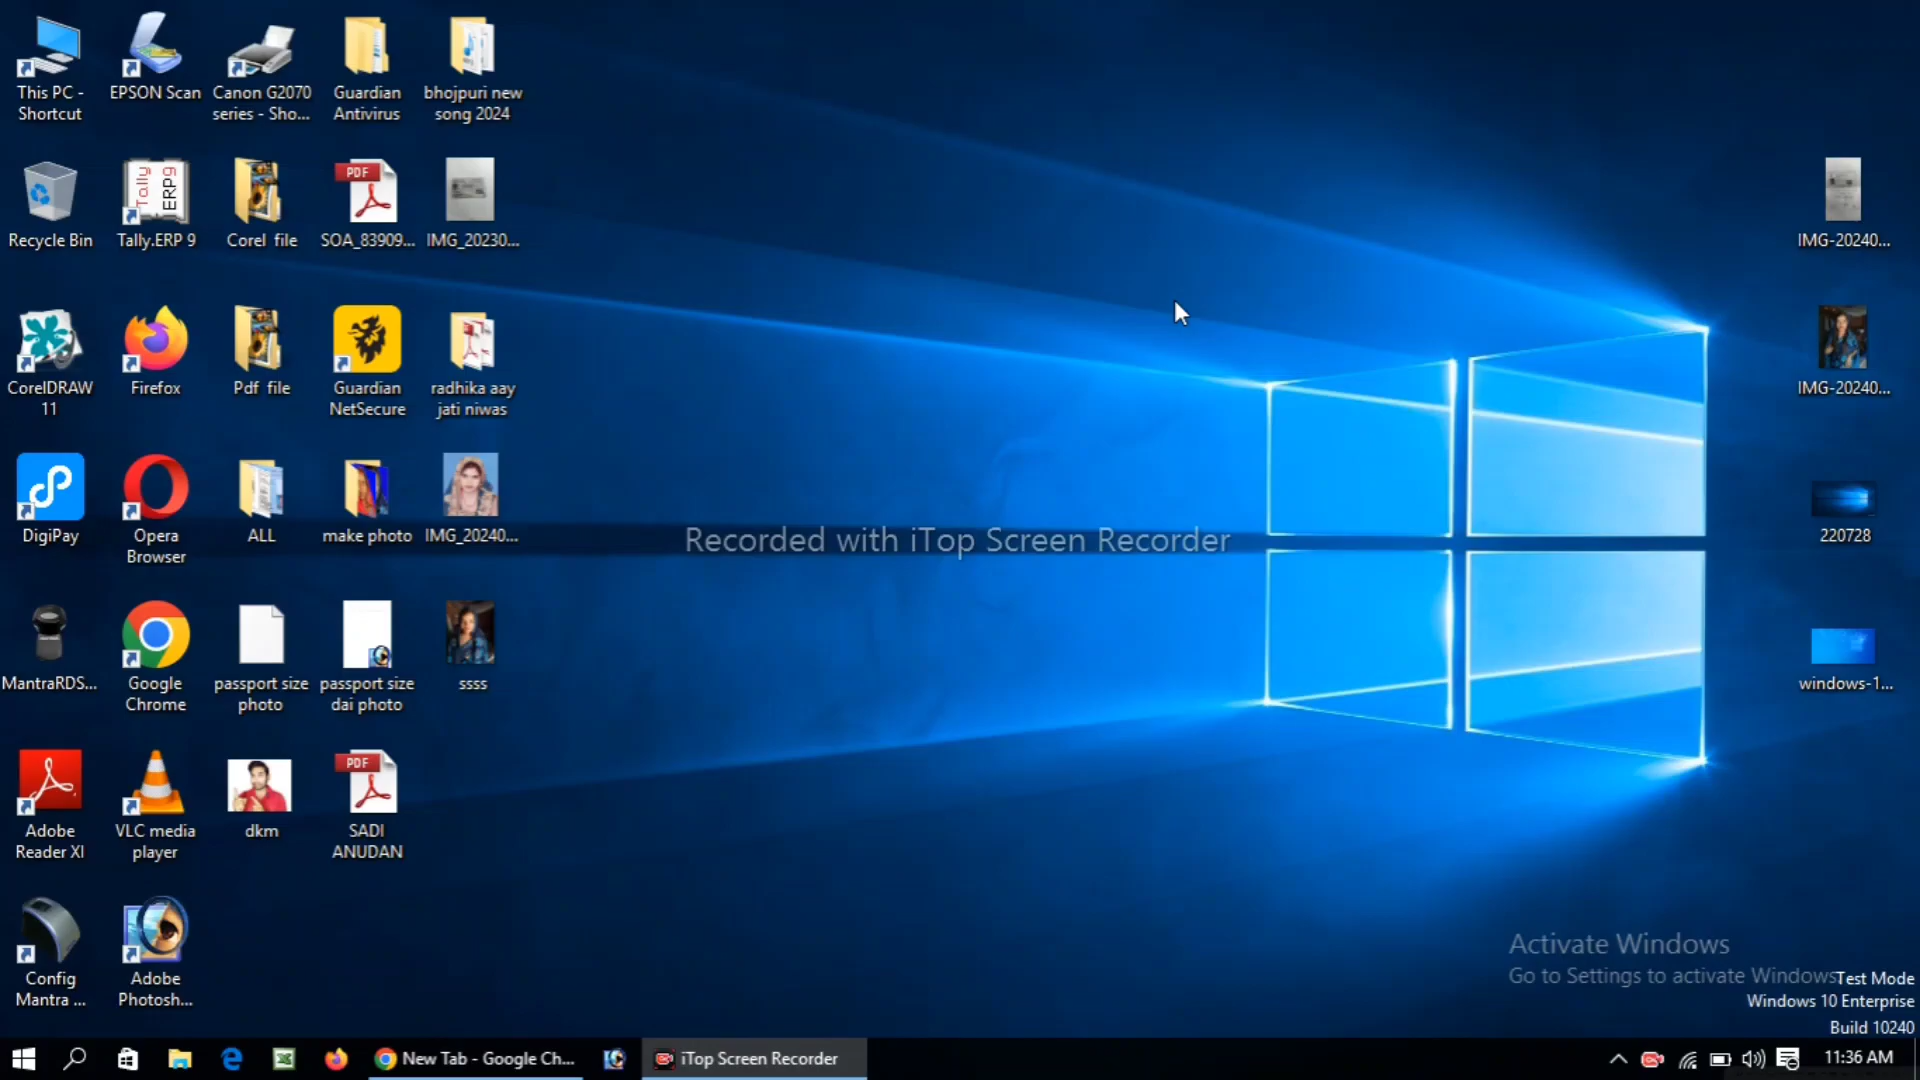 This PC -
Shortcut
EPSON Scan
Canon G2070
series - Sho...
Guardian
Antivirus
bhojpuri new
song 2024
Recycle Bin
Tally ERP9
Tally.ERP 9
Corel file
PDF
SOA_83909...
IMG_20230...
IMG-20240...
CorelDRAW
11
Firefox
Pdf file
Guardian
NetSecure
radhika aay
jati niwas
IMG-20240...
DigiPay
Opera
Browser
ALL
make photo
IMG_20240...
Recorded with iTop Screen Recorder
220728
MantraRDS...
Google
Chrome
passport size
photo
passport size
dai photo
ssss
windows-1...
Adobe
Reader XI
VLC media
player
dkm
PDF
SADI
ANUDAN
Config
Mantra ...
Adobe
Photosh...
Activate Windows
Go to Settings to activate Windows
Test Mode
Windows 10 Enterprise
Build 10240
New Tab - Google Ch...
iTop Screen Recorder
11:36 AM